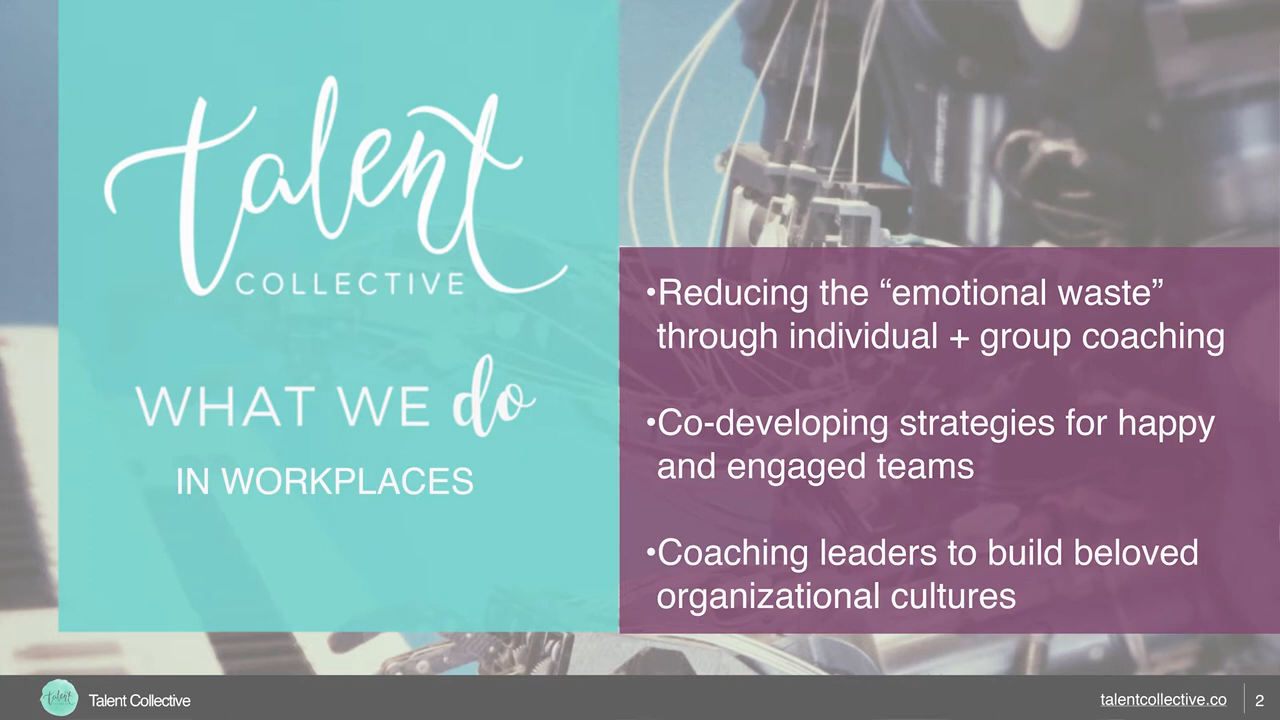 talent
COLLECTIVE
WHAT WE do
IN WORKPLACES
•Reducing the “emotional waste”
through individual + group coaching
•Co-developing strategies for happy
and engaged teams
•Coaching leaders to build beloved
organizational cultures
talent
Talent Collective
talentcollective.co
2